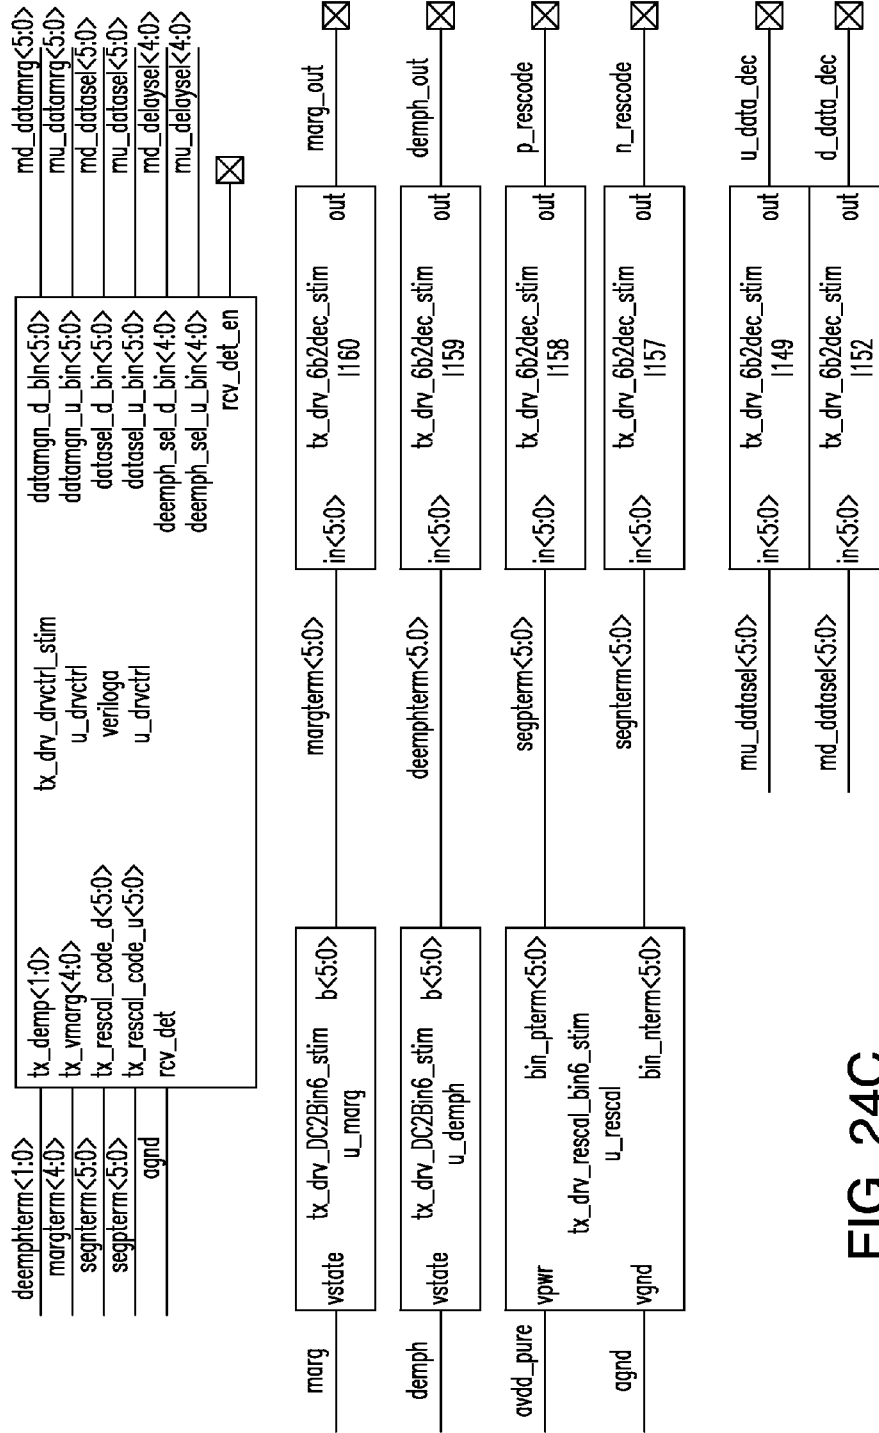 deemphterm<1:0>
margterm<4:0>
segnterm<5:0>
segpterm<5:0>
agnd
tx_demp<1:0>
tx_vmarg<4:0>
tx_rescal_code_d<5:0>
tx_rescal_code_u<5:0>
rcv_det
tx_drv_drvctrl_stim
u_drvctrl
veriloga
u_drvctrl
datamgn_d_bin<5:0>
datamgn_u_bin<5:0>
datasel_d_bin<5:0>
datasel_u_bin<5:0>
deemph_sel_d_bin<4:0>
deemph_sel_u_bin<4:0>
rcv_det_en
md_datamrg<5:0>
mu_datamrg<5:0>
md_datasel<5:0>
mu_datasel<5:0>
md_delaysel<4:0>
mu_delaysel<4:0>
marg
vstate
tx_drv_DC2Bin6_stim
u_marg
b<5:0>
margterm<5:0>
in<5:0>
tx_drv_6b2dec_stim
I160
out
marg_out
demph
vstate
tx_drv_DC2Bin6_stim
u_demph
b<5:0>
deemphterm<5.0>
in<5:0>
tx_drv_6b2dec_stim
I159
out
demph_out
avdd_pure
vpwr
bin_pterm<5:0>
tx_drv_rescal_bin6_stim
u_rescal
agnd
vgnd
bin_nterm<5:0>
segpterm<5:0>
in<5:0>
tx_drv_6b2dec_stim
I158
out
p_rescode
segnterm<5:0>
in<5:0>
tx_drv_6b2dec_stim
I157
out
n_rescode
mu_datasel<5:0>
in<5:0>
tx_drv_6b2dec_stim
I149
out
u_data_dec
md_datasel<5:0>
in<5:0>
tx_drv_6b2dec_stim
I152
out
d_data_dec
FIG. 24C